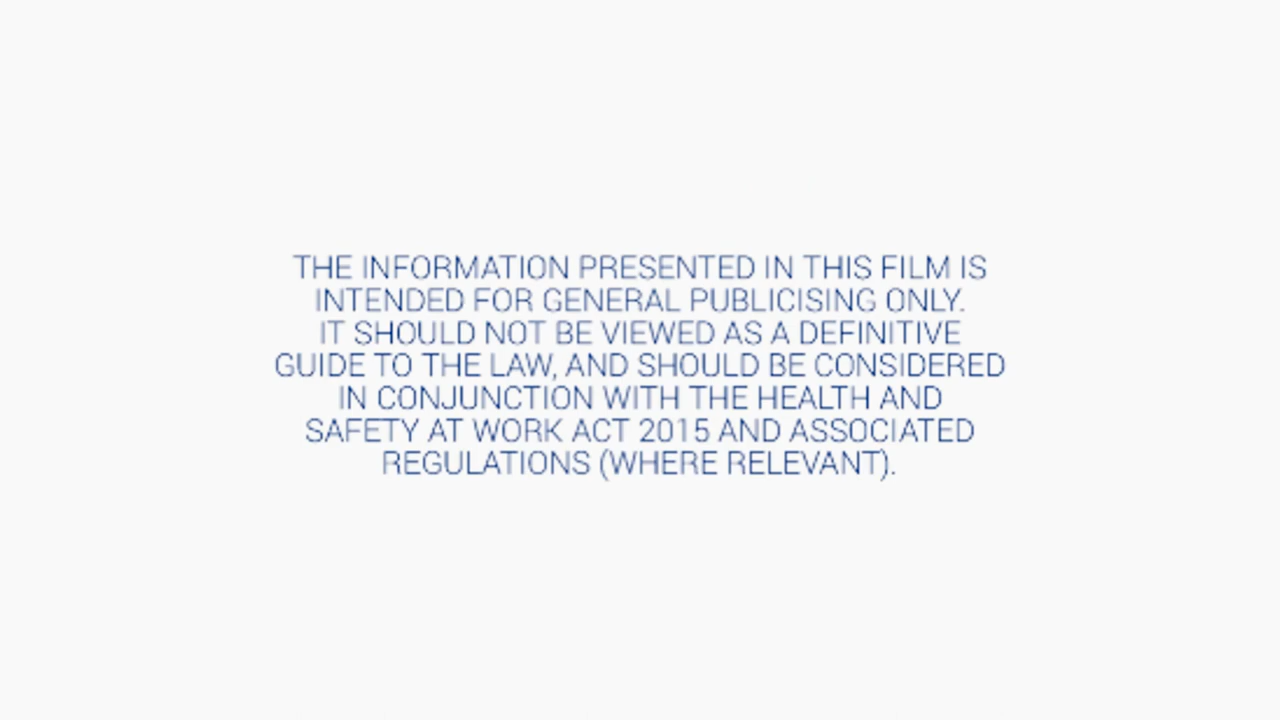 THE INFORMATION PRESENTED IN THIS FILM IS
INTENDED FOR GENERAL PUBLICISING ONLY.
IT SHOULD NOT BE VIEWED AS A DEFINITIVE
GUIDE TO THE LAW, AND SHOULD BE CONSIDERED
IN CONJUNCTION WITH THE HEALTH AND
SAFETY AT WORK ACT 2015 AND ASSOCIATED
REGULATIONS (WHERE RELEVANT).